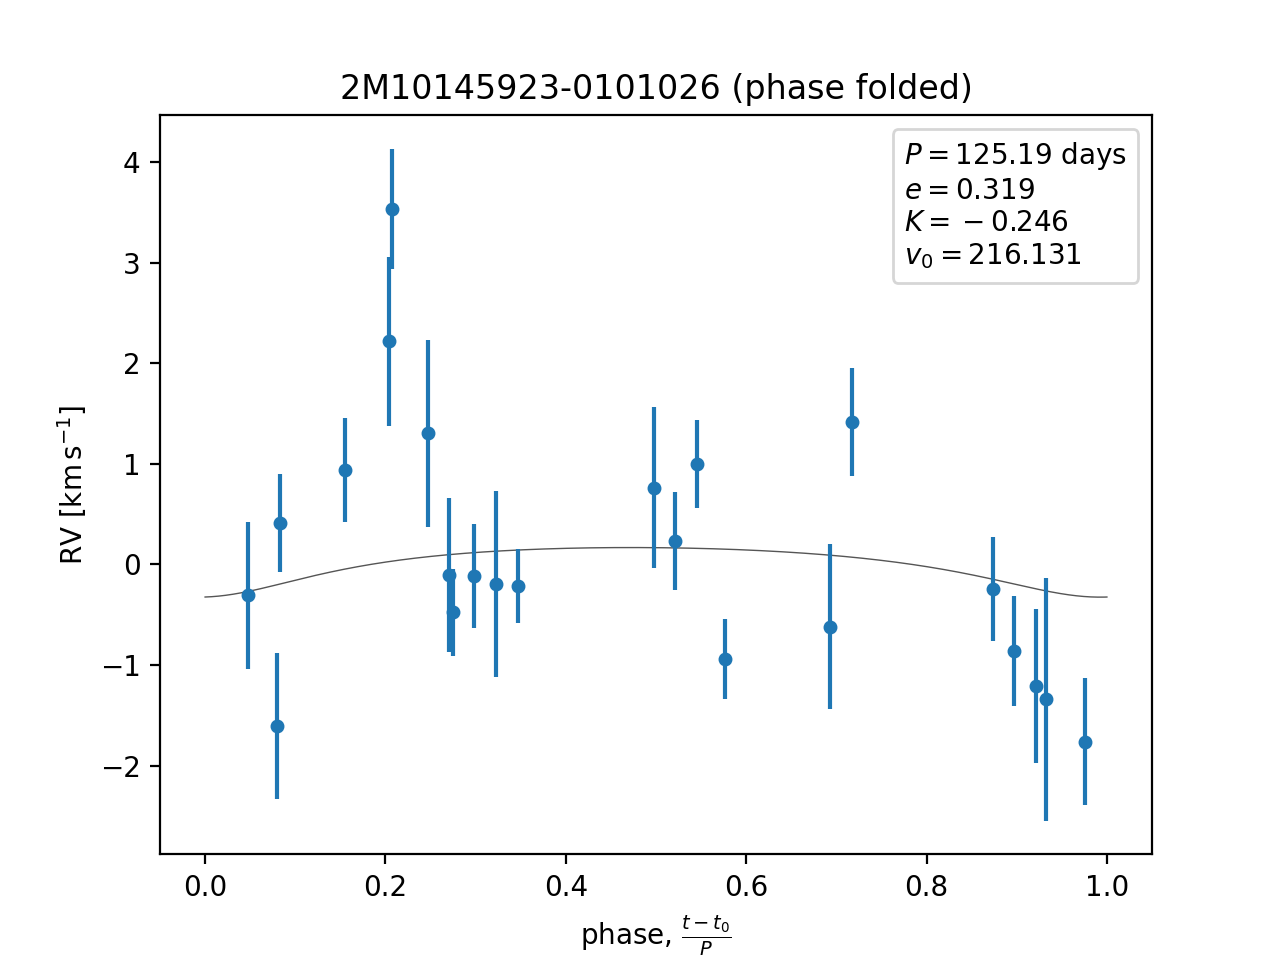 2M10145923-0101026 (phase folded)
P = 125.19 days
e = 0.319
K = −0.246
v₀ = 216.131
4
3
2
1
0
−1
−2
RV [km s⁻¹]
0.0 0.2 0.4 0.6 0.8 1.0
phase, (t − t₀)/P